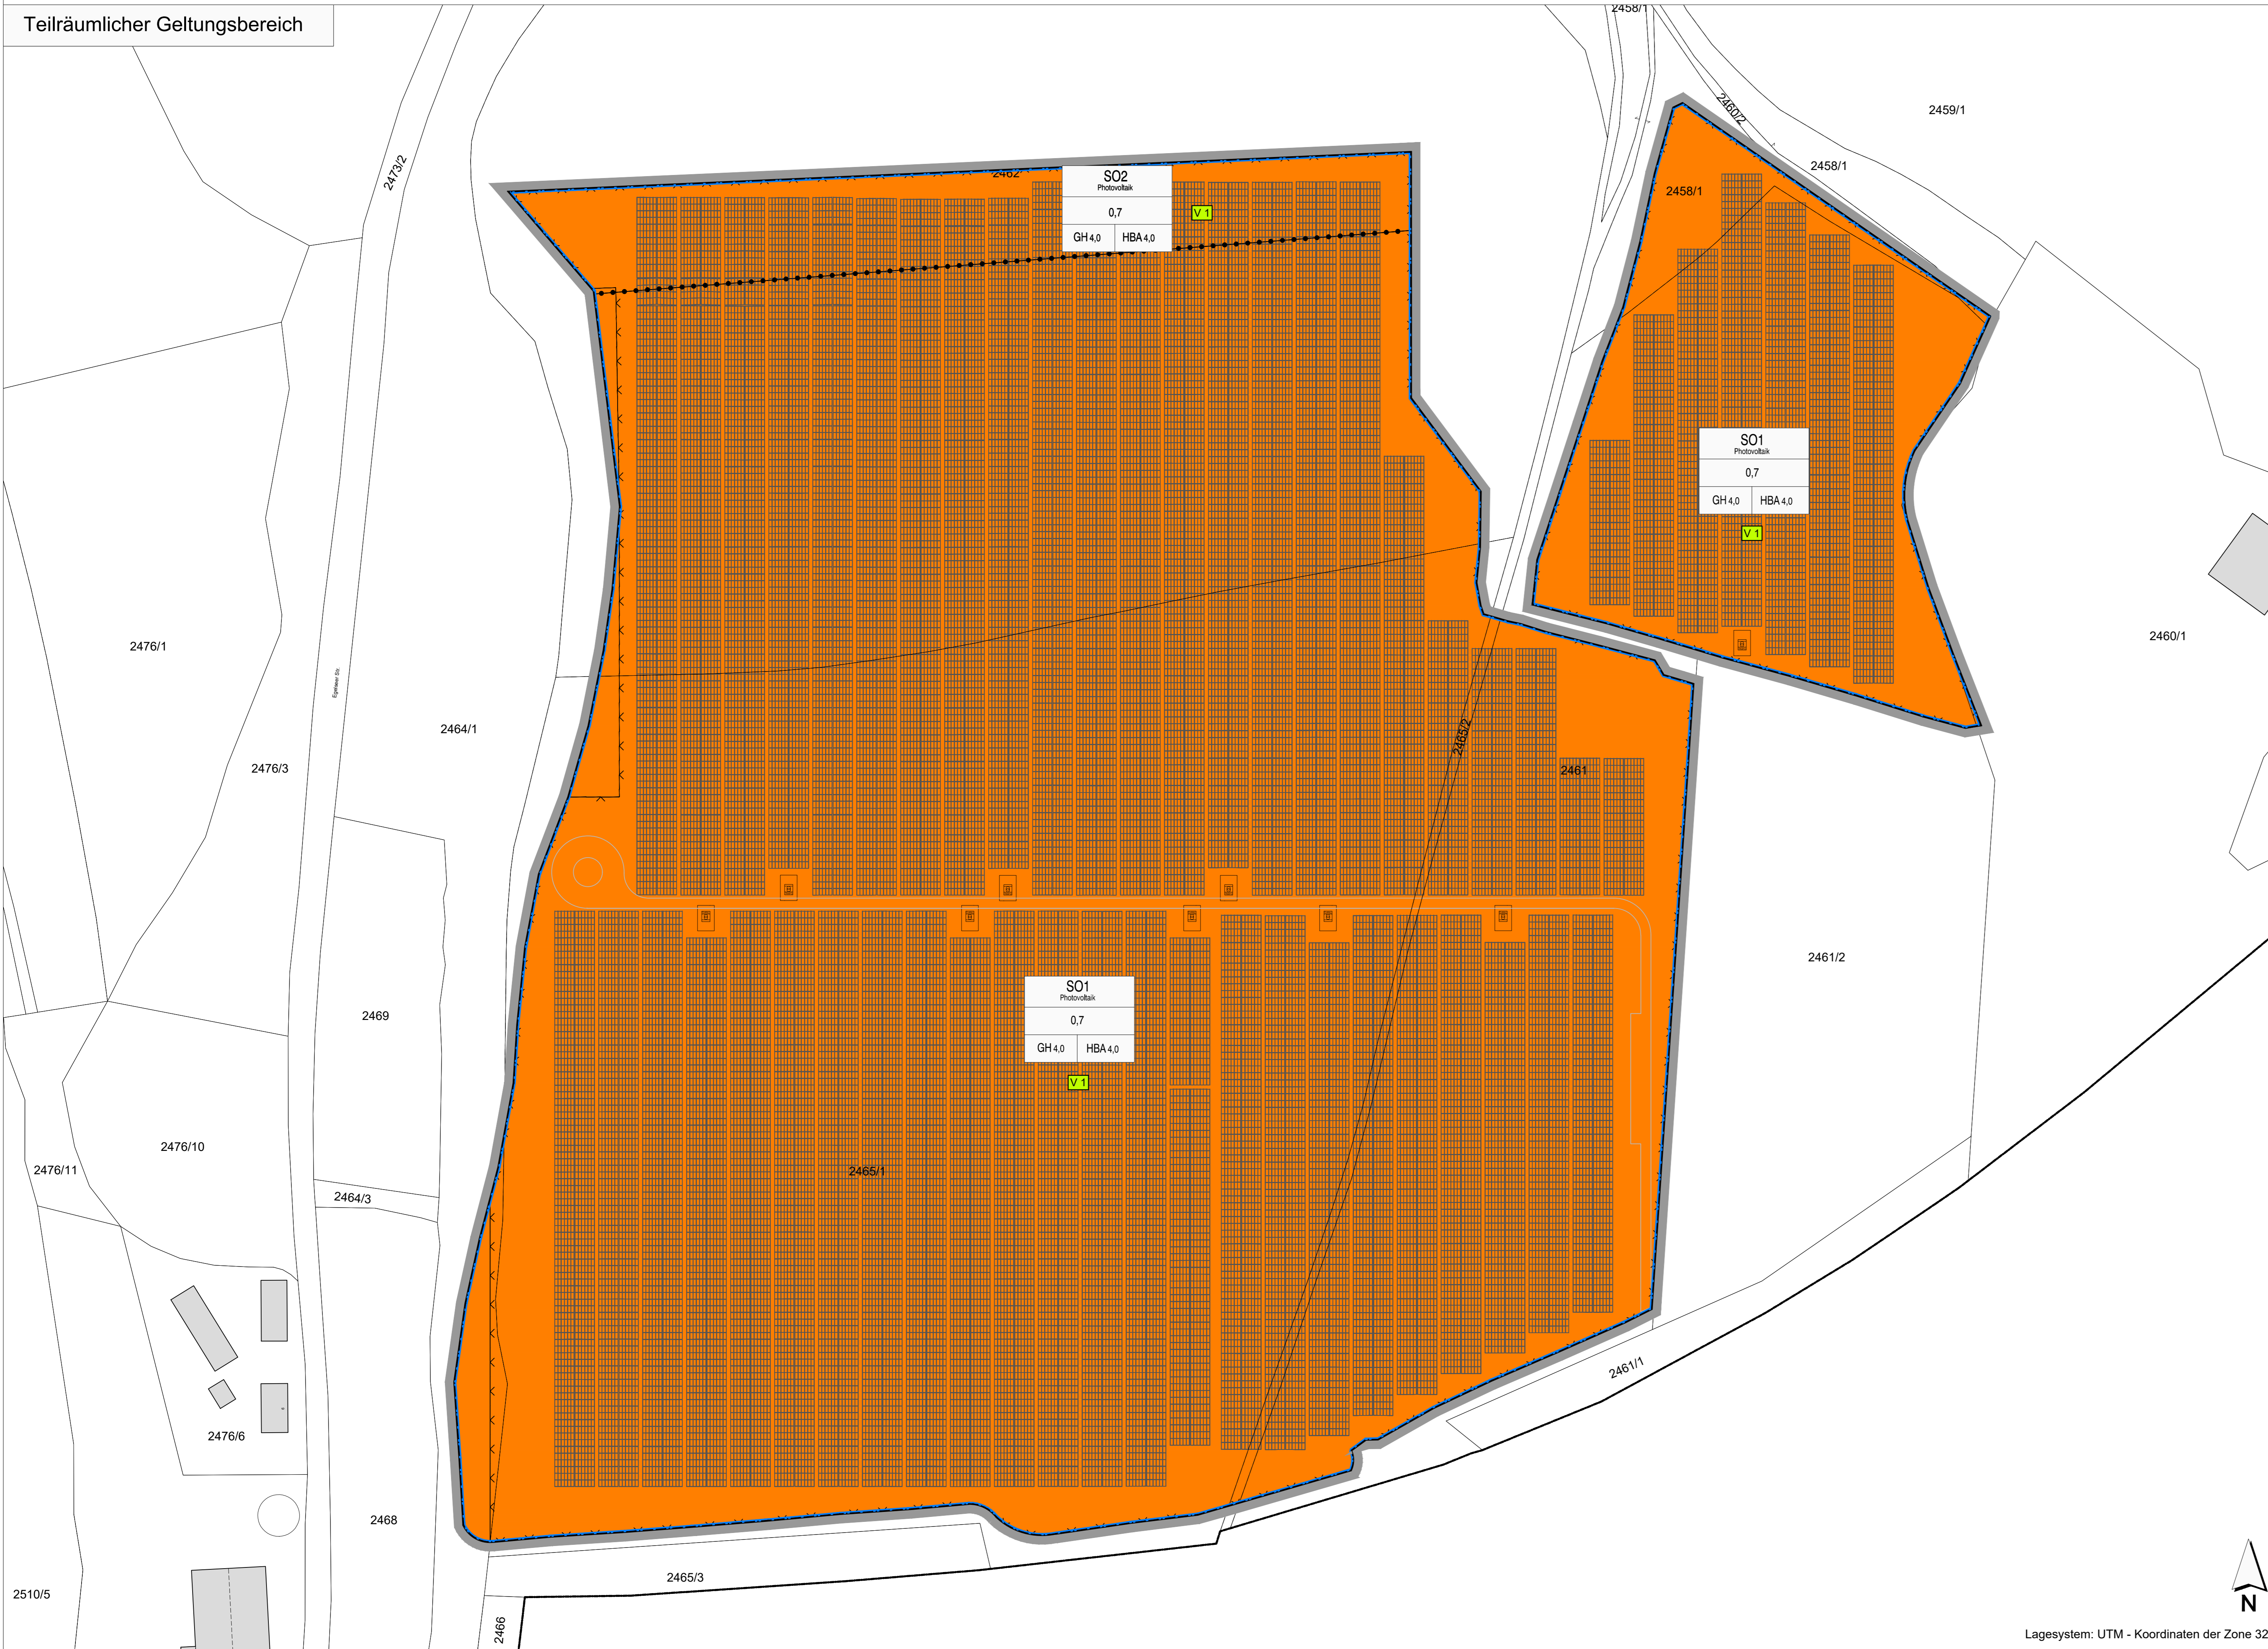 Teilräumlicher Geltungsbereich
2458/1
2460/2
2459/1
2458/1
2458/1
2473/2
2462
SO2
Photovoltaik
0,7
GH 4,0 HBA 4,0
V 1
SO1
Photovoltaik
0,7
GH 4,0 HBA 4,0
V 1
2476/1
2460/1
2464/1
2465/2
2476/3
2461
2461/2
SO1
Photovoltaik
0,7
GH 4,0 HBA 4,0
V 1
2469
2476/10
2476/11
2465/1
2464/3
2461/1
2476/6
2468
2465/3
2510/5
2466
N
Lagesystem: UTM - Koordinaten der Zone 32